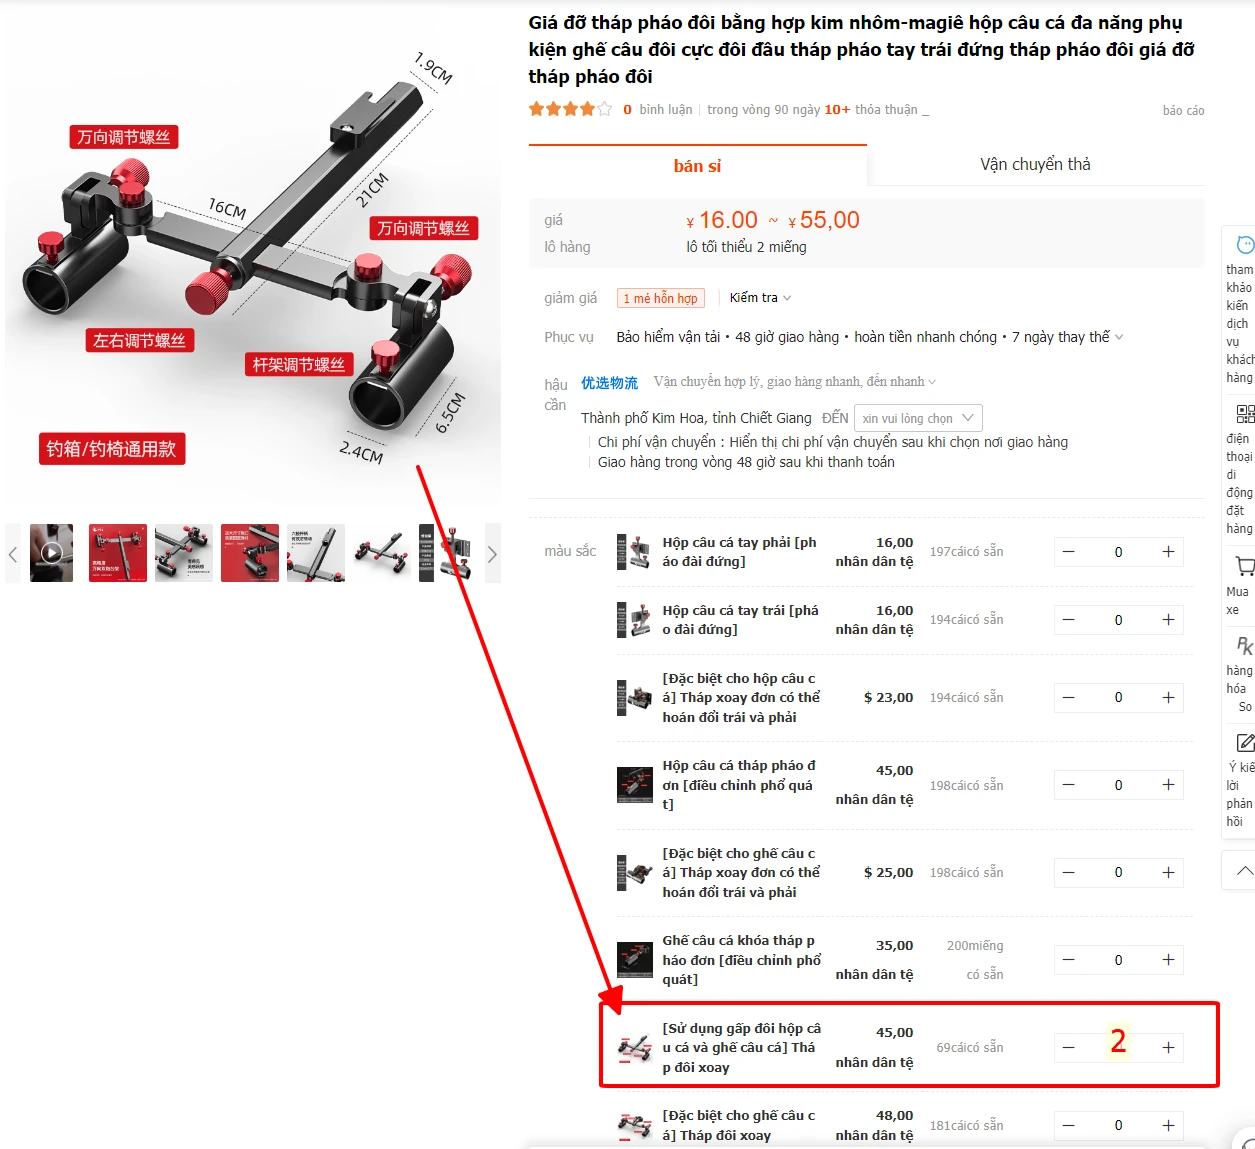 Giá đỡ tháp pháo đôi bằng hợp kim nhôm-magiê hộp câu cá đa năng phụ
kiện ghế câu đôi cực đôi đầu tháp pháo tay trái đứng tháp pháo đôi giá đỡ
tháp pháo đôi
0 bình luận trong vòng 90 ngày 10+ thỏa thuận _
báo cáo
bán sỉ
Vận chuyển thả
giá
¥ 16.00 ~ ¥ 55,00
lô hàng
lô tối thiểu 2 miếng
giảm giá
1 mẻ hỗn hợp
Kiểm tra
Phục vụ
Bảo hiểm vận tải • 48 giờ giao hàng • hoàn tiền nhanh chóng • 7 ngày thay thế
hậu
cần
优选物流
Vận chuyển hợp lý, giao hàng nhanh, đến nhanh
Thành phố Kim Hoa, tỉnh Chiết Giang
ĐẾN
xin vui lòng chọn
Chi phí vận chuyển : Hiển thị chi phí vận chuyển sau khi chọn nơi giao hàng
Giao hàng trong vòng 48 giờ sau khi thanh toán
1.9CM
万向调节螺丝
16CM
21CM
万向调节螺丝
左右调节螺丝
杆架调节螺丝
6.5CM
钓箱/钓椅通用款
2.4CM
màu sắc
Hộp câu cá tay phải [ph
áo đài đứng]
16,00
nhân dân tệ
197cáicó sẵn
0
Hộp câu cá tay trái [phá
o đài đứng]
16,00
nhân dân tệ
194cáicó sẵn
0
[Đặc biệt cho hộp câu c
á] Tháp xoay đơn có thể
hoán đổi trái và phải
$ 23,00
194cáicó sẵn
0
Hộp câu cá tháp pháo đ
ơn [điều chỉnh phổ quá
t]
45,00
nhân dân tệ
198cáicó sẵn
0
[Đặc biệt cho ghế câu c
á] Tháp xoay đơn có thể
hoán đổi trái và phải
$ 25,00
198cáicó sẵn
0
Ghế câu cá khóa tháp p
háo đơn [điều chỉnh phổ
quát]
35,00
nhân dân tệ
200miếng
có sẵn
0
[Sử dụng gấp đôi hộp câ
u cá và ghế câu cá] Thá
p đôi xoay
45,00
nhân dân tệ
69cáicó sẵn
2
[Đặc biệt cho ghế câu c
á] Tháp đôi xoay
48,00
nhân dân tệ
181cáicó sẵn
0
tham
khảo
kiến
dịch
vụ
khách
hàng
điện
thoại
di
động
đặt
hàng
Mua
xe
PK
hàng
hóa
So
Ý kiế
lời
phản
hồi